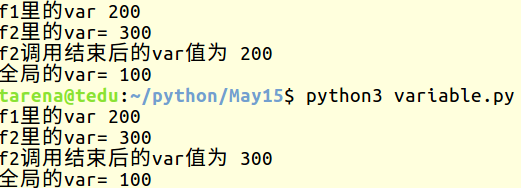 f1里的var 200
f2里的var= 300
f2调用结束后的var值为 200
全局的var= 100
tarena@tedu:~/python/May15$ python3 variable.py
f1里的var 200
f2里的var= 300
f2调用结束后的var值为 300
全局的var= 100